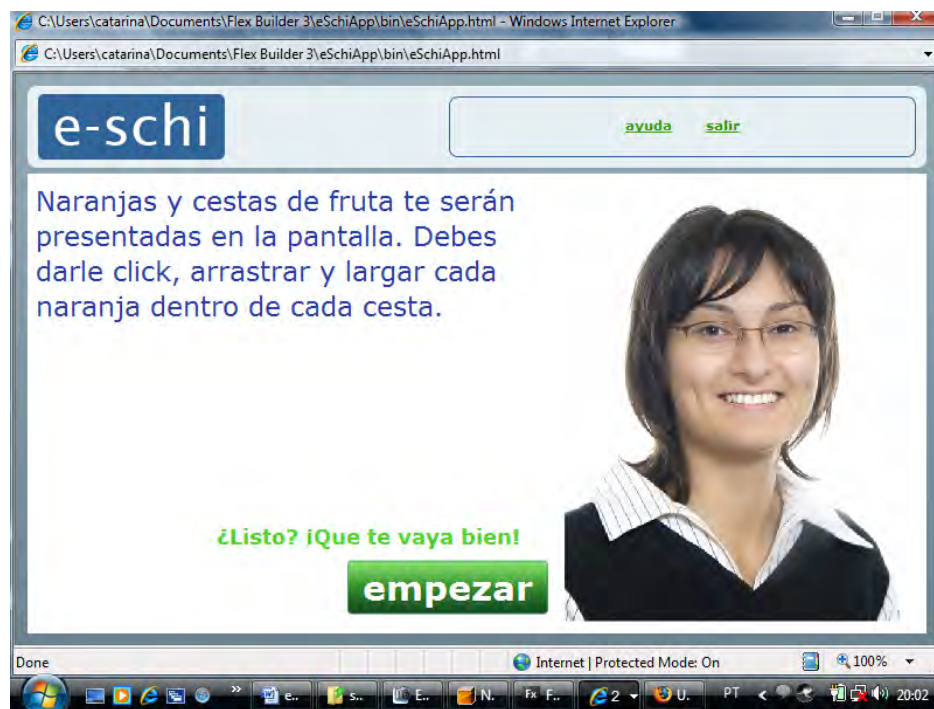 C:\Users\catarina\Documents\Flex Builder 3\eSchiApp\bin\eSchiApp.html - Windows Internet Explorer
C:\Users\catarina\Documents\Flex Builder 3\eSchiApp\bin\eSchiApp.html
e-schi
ayuda salir
Naranjas y cestas de fruta te serán
presentadas en la pantalla. Debes
darle click, arrastrar y largar cada
naranja dentro de cada cesta.
¿Listo? ¡Que te vaya bien!
empezar
Done Internet | Protected Mode: On 100%
e.. s.. E.. N. Fx F.. 2 U. PT 20:02